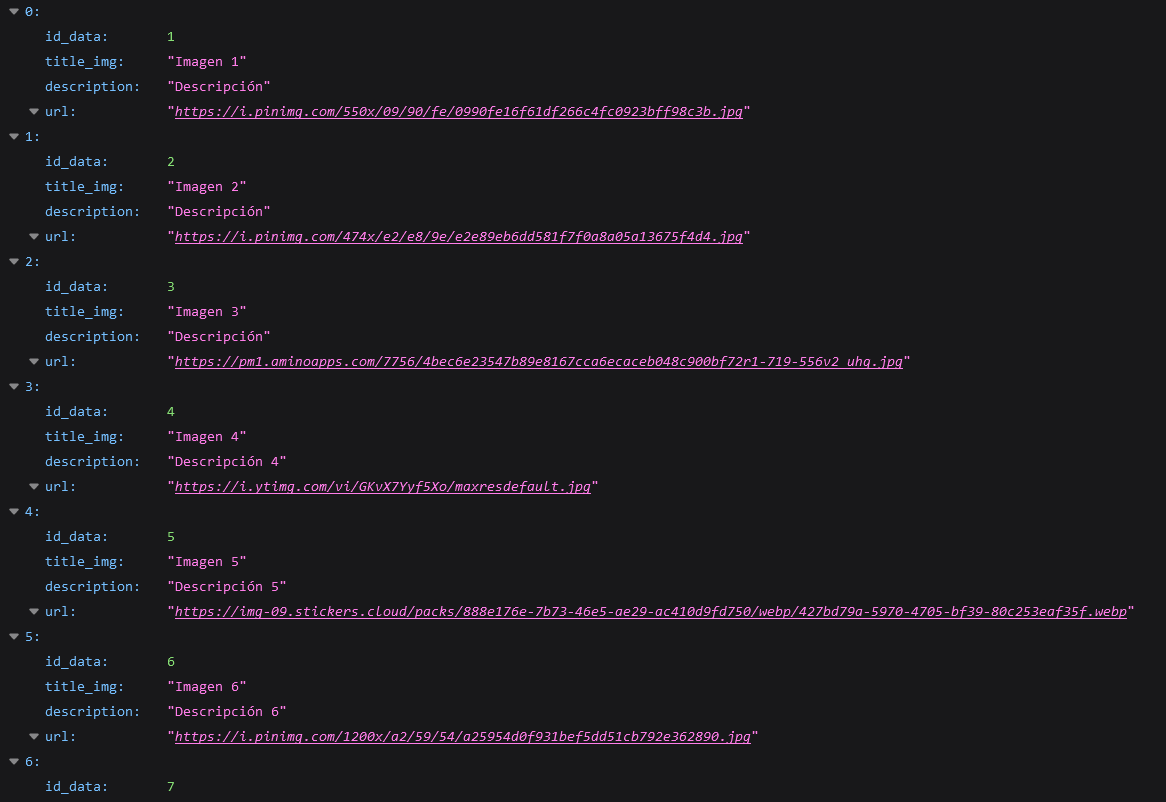 0:
id_data: 1
title_img: "Imagen 1"
description: "Descripción"
url: "https://i.pinimg.com/550x/09/90/fe/0990fe16f61df266c4fc0923bff98c3b.jpg"
1:
id_data: 2
title_img: "Imagen 2"
description: "Descripción"
url: "https://i.pinimg.com/474x/e2/e8/9e/e2e89eb6dd581f7f0a8a05a13675f4d4.jpg"
2:
id_data: 3
title_img: "Imagen 3"
description: "Descripción"
url: "https://pm1.aminoapps.com/7756/4bec6e23547b89e8167cca6ecaceb048c900bf72r1-719-556v2_uhq.jpg"
3:
id_data: 4
title_img: "Imagen 4"
description: "Descripción 4"
url: "https://i.ytimg.com/vi/GKvX7Yyf5Xo/maxresdefault.jpg"
4:
id_data: 5
title_img: "Imagen 5"
description: "Descripción 5"
url: "https://img-09.stickers.cloud/packs/888e176e-7b73-46e5-ae29-ac410d9fd750/webp/427bd79a-5970-4705-bf39-80c253eaf35f.webp"
5:
id_data: 6
title_img: "Imagen 6"
description: "Descripción 6"
url: "https://i.pinimg.com/1200x/a2/59/54/a25954d0f931bef5dd51cb792e362890.jpg"
6:
id_data: 7